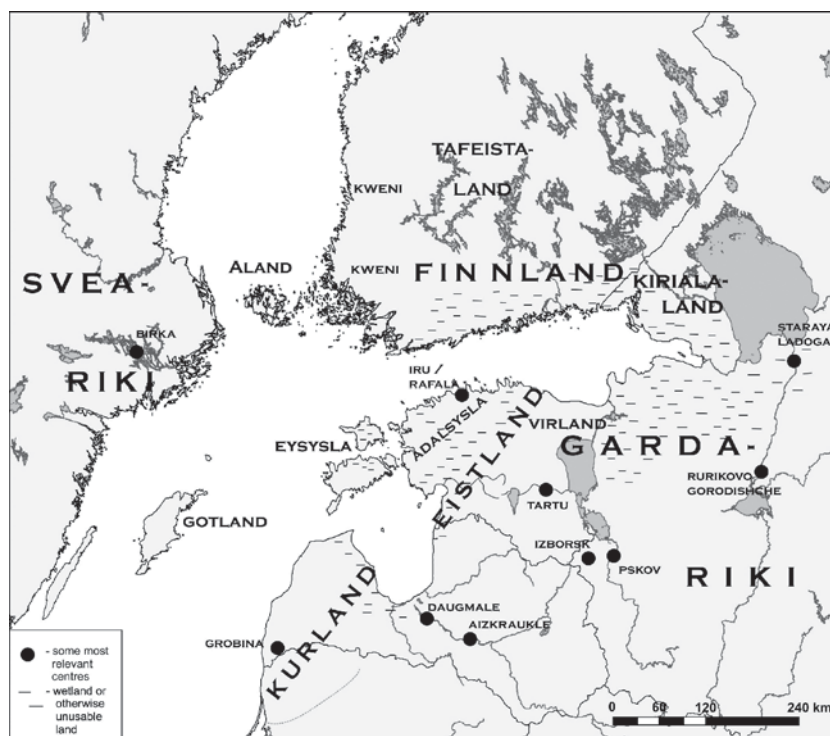 TAFEISTA-
LAND
KWENI
ÅLAND
KWENI
FINNLAND
SVEA-
RIKI
KIRIALA-
LAND
BIRKA
STARAYA
LADOGA
IRU /
RAFALA
ADALSYSLA
VIRLAND
EYSYSLA
EISTLAND
GARDA-
RIKI
RURIKOVO
GORODISHCHE
TARTU
GOTLAND
IZBORSK
PSKOV
DAUGMALE
AIZKRAUKLE
GROBINA
KURLAND
- some most
relevant
centres
- wetland or
otherwise
unusable
land
0 60 120 240 km